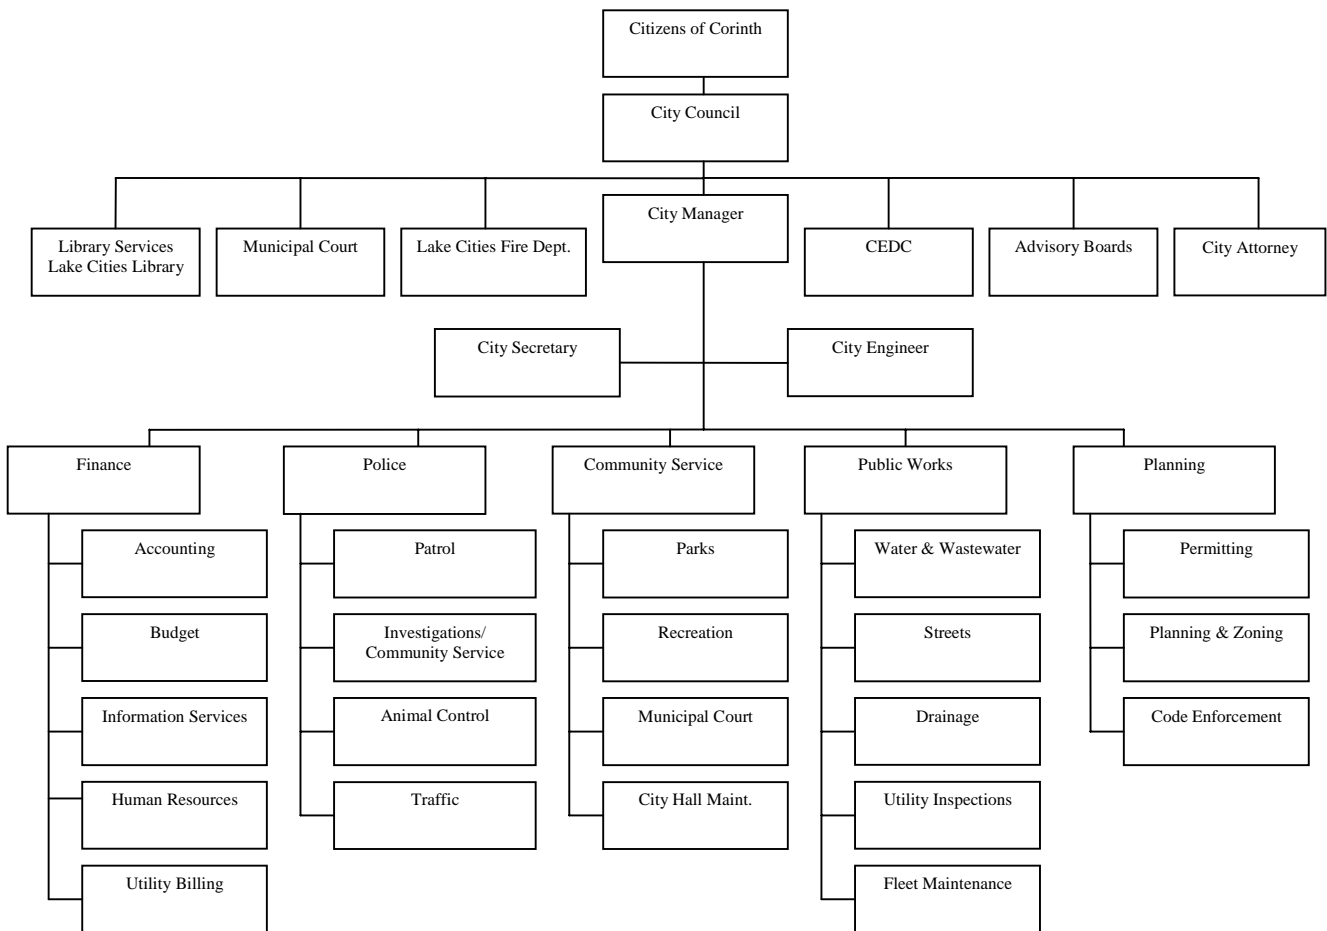 Citizens of Corinth
City Council
City Manager
Library Services
Lake Cities Library
Municipal Court
Lake Cities Fire Dept.
CEDC
Advisory Boards
City Attorney
City Secretary
City Engineer
Finance
Police
Community Service
Public Works
Planning
Accounting
Budget
Information Services
Human Resources
Utility Billing
Patrol
Investigations/
Community Service
Animal Control
Traffic
Parks
Recreation
Municipal Court
City Hall Maint.
Water & Wastewater
Streets
Drainage
Utility Inspections
Fleet Maintenance
Permitting
Planning & Zoning
Code Enforcement